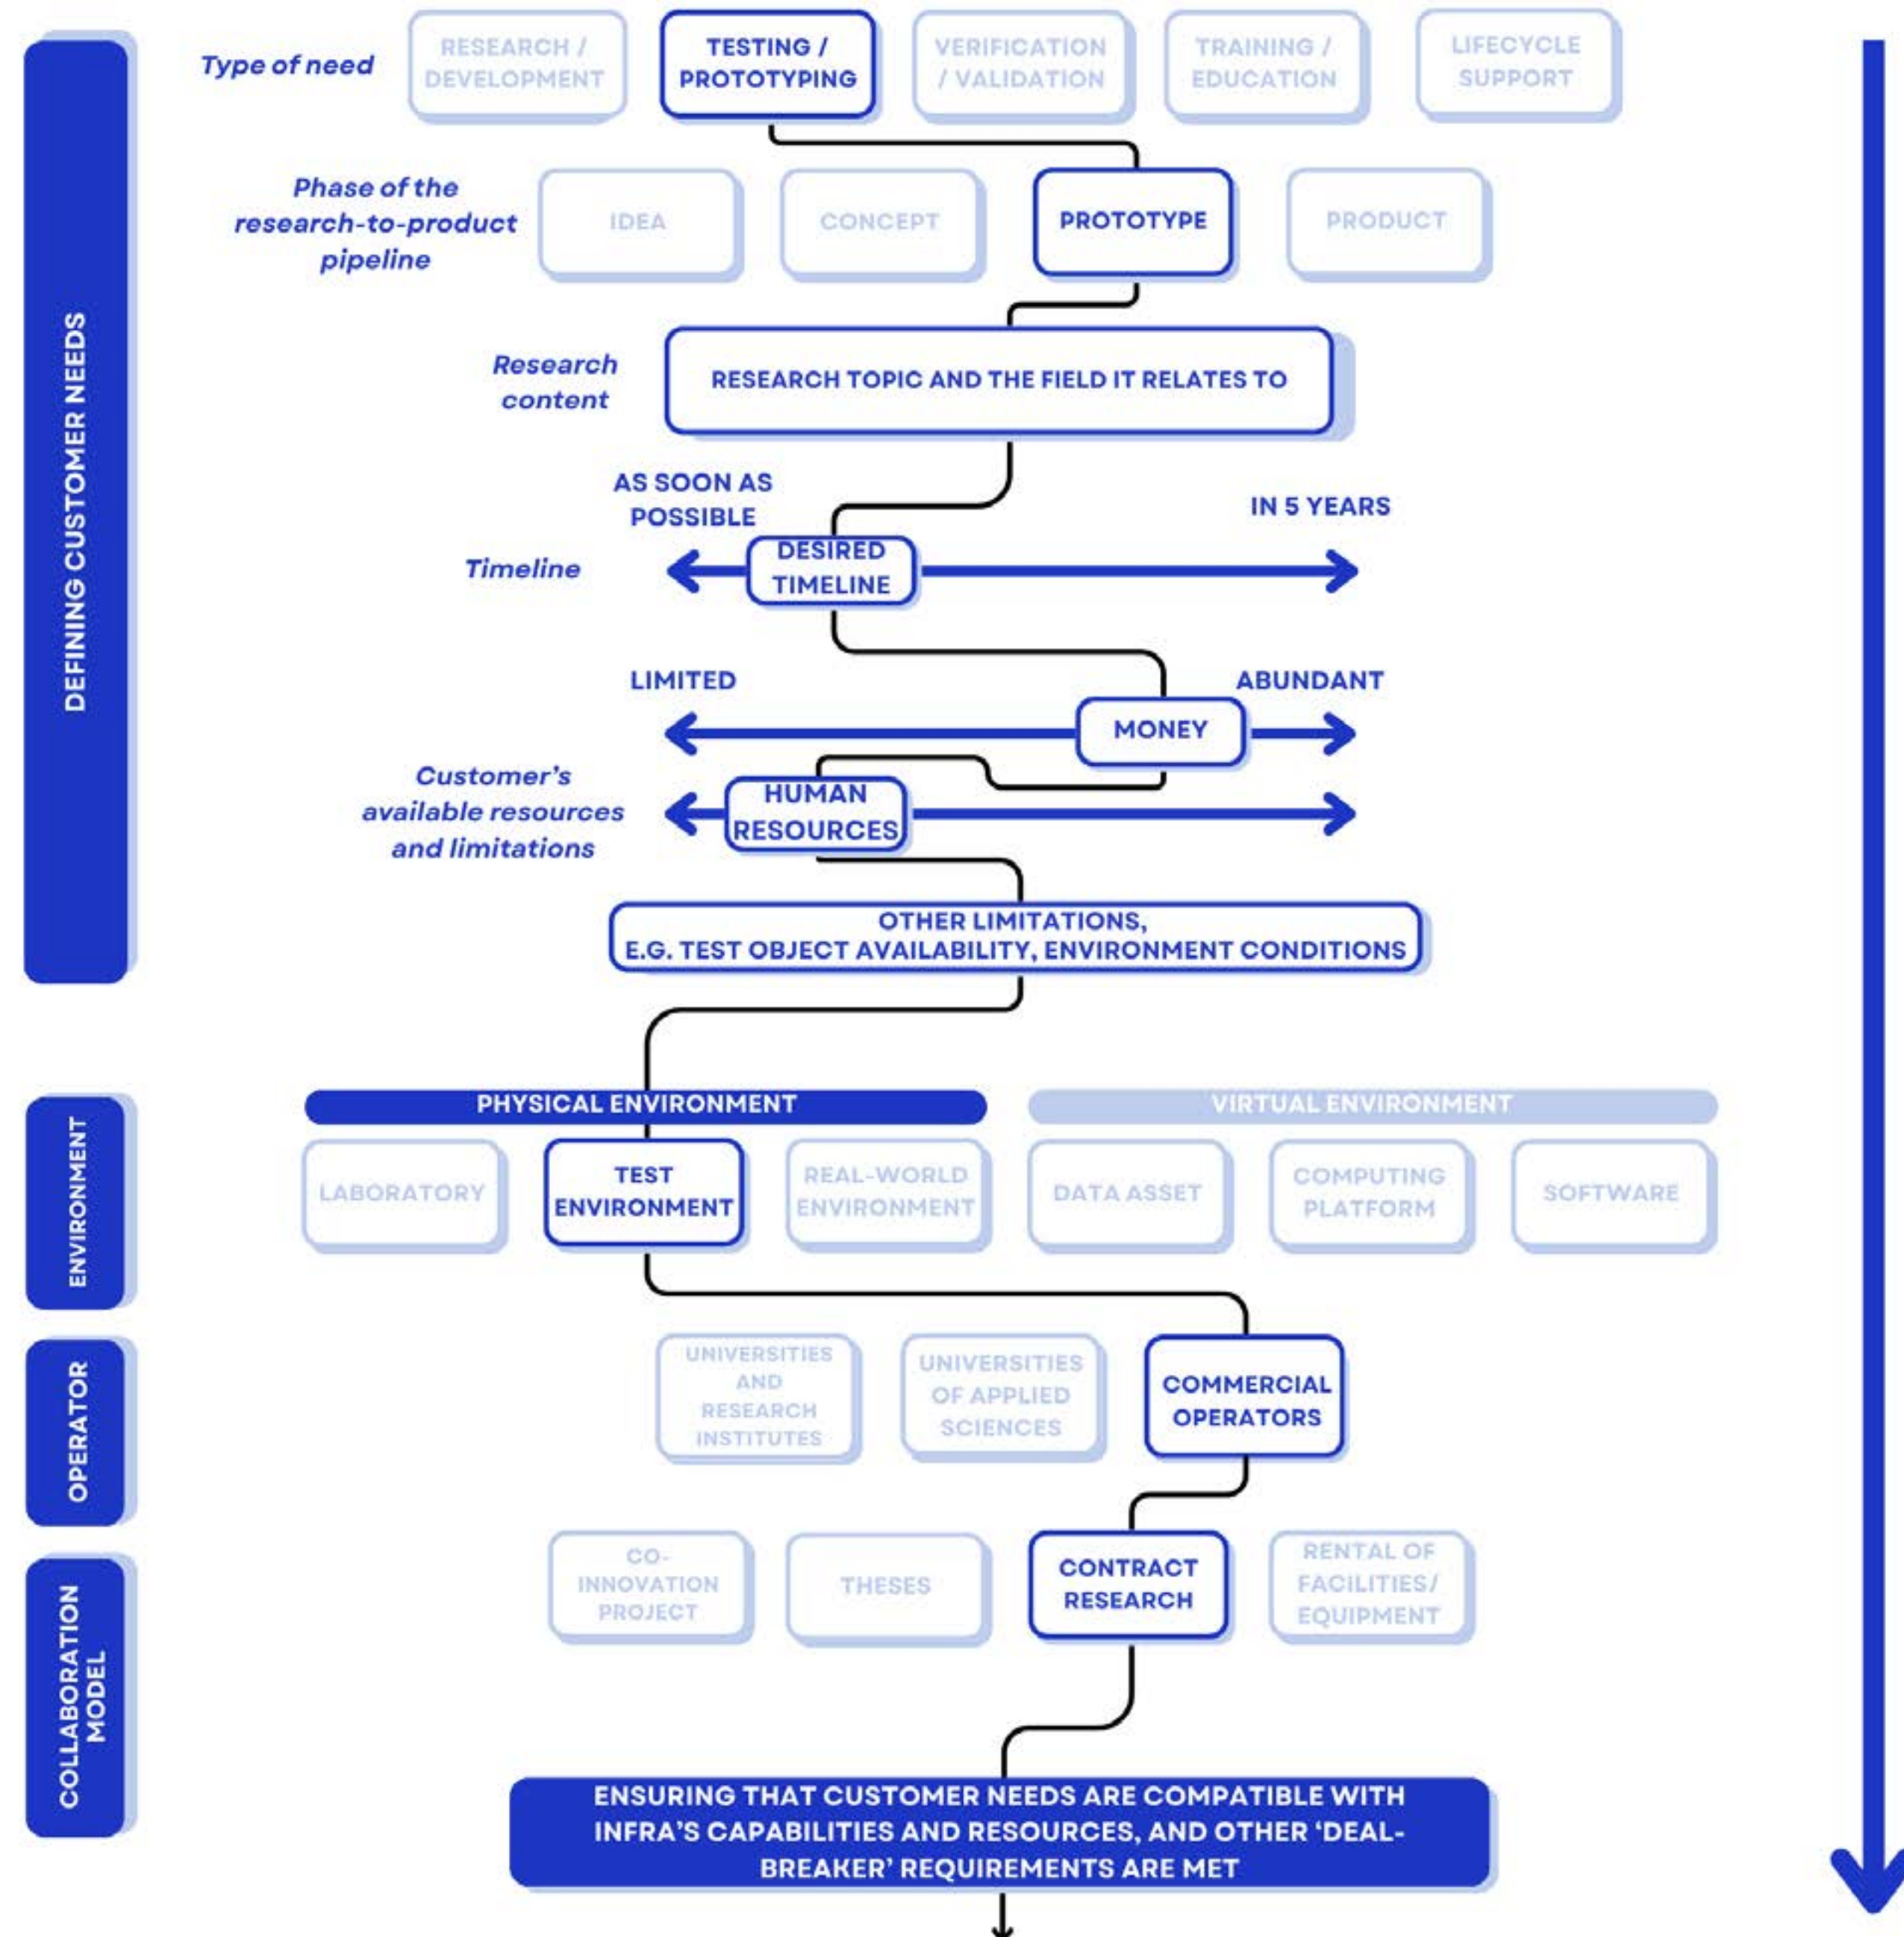 DEFINING CUSTOMER NEEDS
Type of need
RESEARCH /
DEVELOPMENT
TESTING /
PROTOTYPING
VERIFICATION
/ VALIDATION
TRAINING /
EDUCATION
LIFECYCLE
SUPPORT
Phase of the
research-to-product
pipeline
IDEA
CONCEPT
PROTOTYPE
PRODUCT
Research
content
RESEARCH TOPIC AND THE FIELD IT RELATES TO
AS SOON AS
POSSIBLE
IN 5 YEARS
Timeline
DESIRED
TIMELINE
LIMITED
ABUNDANT
MONEY
Customer's
available resources
and limitations
HUMAN
RESOURCES
OTHER LIMITATIONS,
E.G. TEST OBJECT AVAILABILITY, ENVIRONMENT CONDITIONS
ENVIRONMENT
PHYSICAL ENVIRONMENT
VIRTUAL ENVIRONMENT
LABORATORY
TEST
ENVIRONMENT
REAL-WORLD
ENVIRONMENT
DATA ASSET
COMPUTING
PLATFORM
SOFTWARE
OPERATOR
UNIVERSITIES
AND
RESEARCH
INSTITUTES
UNIVERSITIES
OF APPLIED
SCIENCES
COMMERCIAL
OPERATORS
COLLABORATION
MODEL
CO-
INNOVATION
PROJECT
THESES
CONTRACT
RESEARCH
RENTAL OF
FACILITIES/
EQUIPMENT
ENSURING THAT CUSTOMER NEEDS ARE COMPATIBLE WITH
INFRA'S CAPABILITIES AND RESOURCES, AND OTHER 'DEAL-
BREAKER' REQUIREMENTS ARE MET